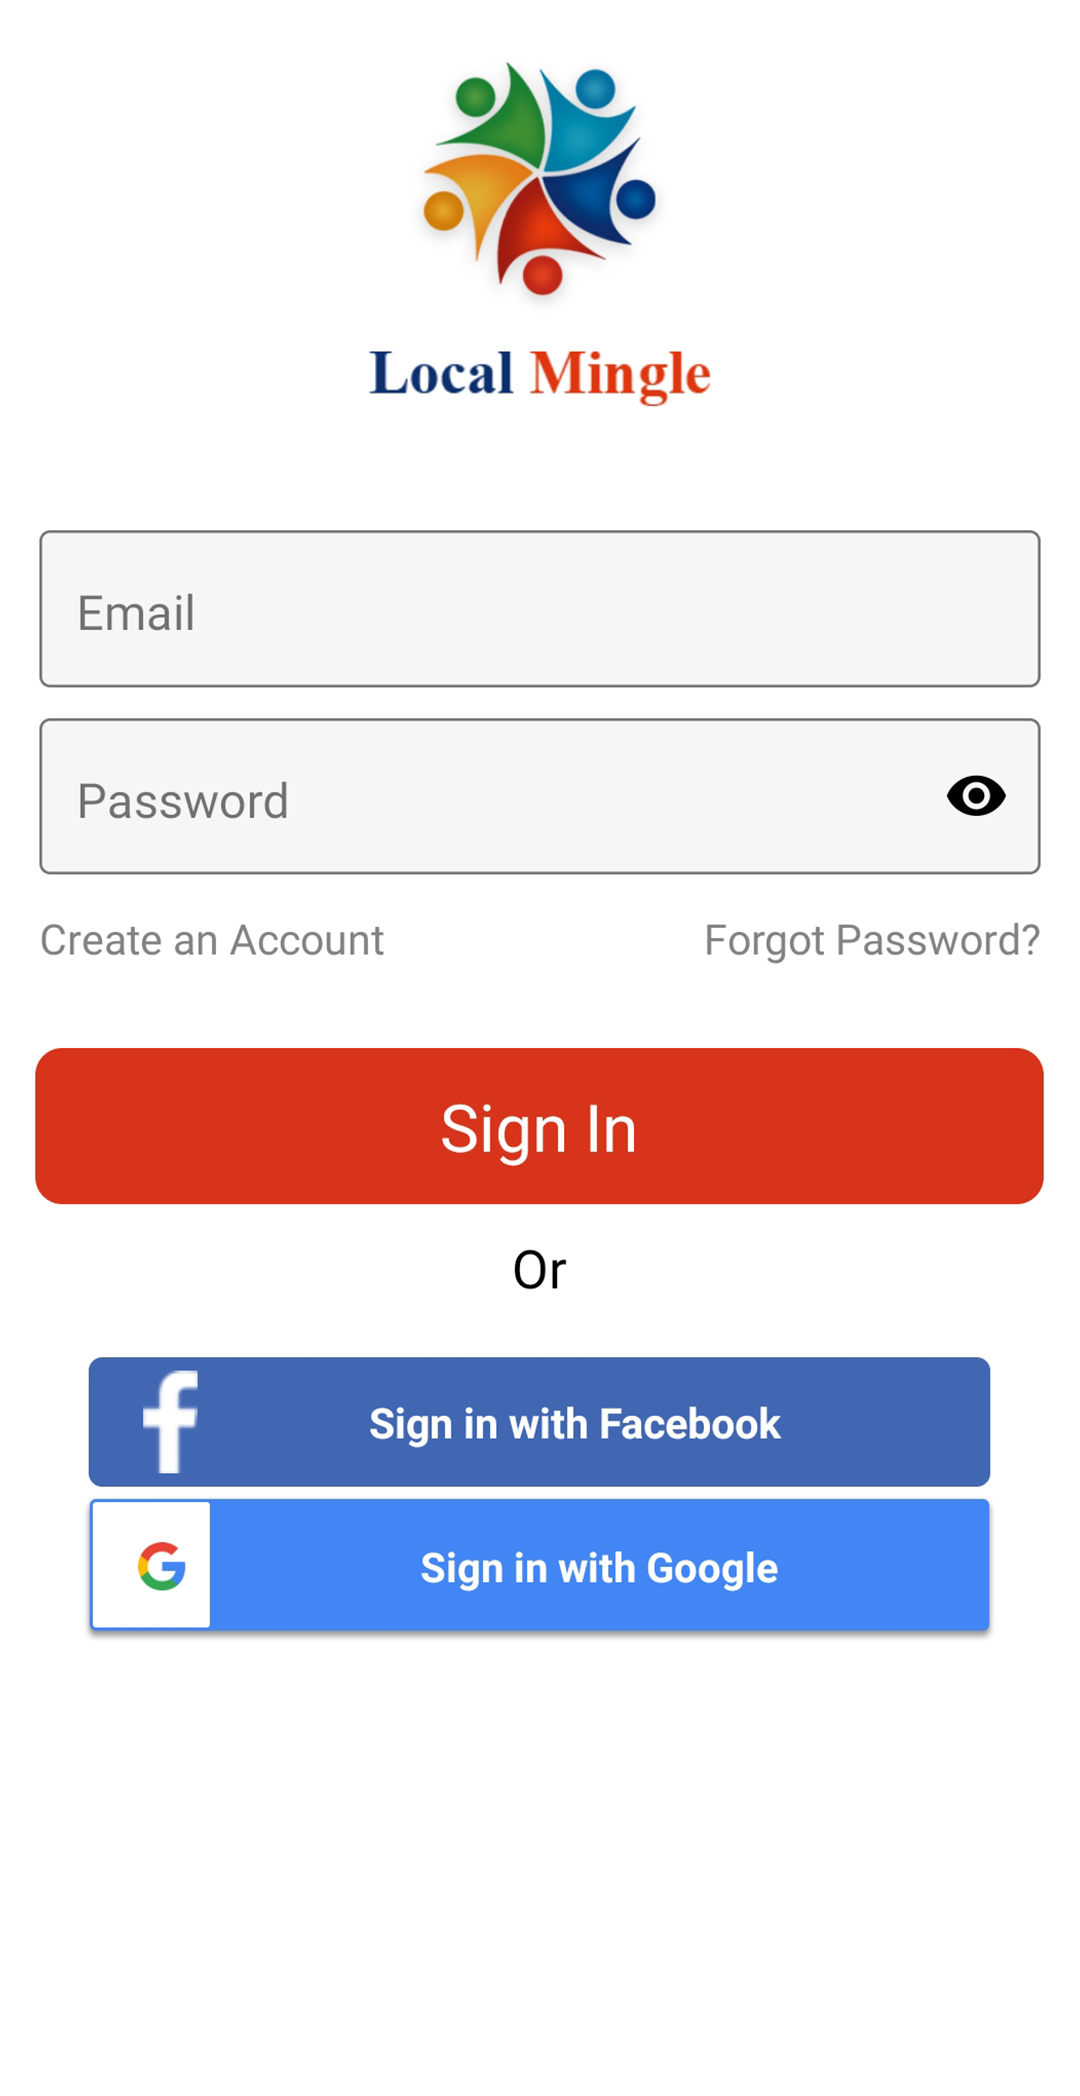 Local Mingle
Email
Password
Create an Account
Forgot Password?
Sign In
Or
Sign in with Facebook
Sign in with Google